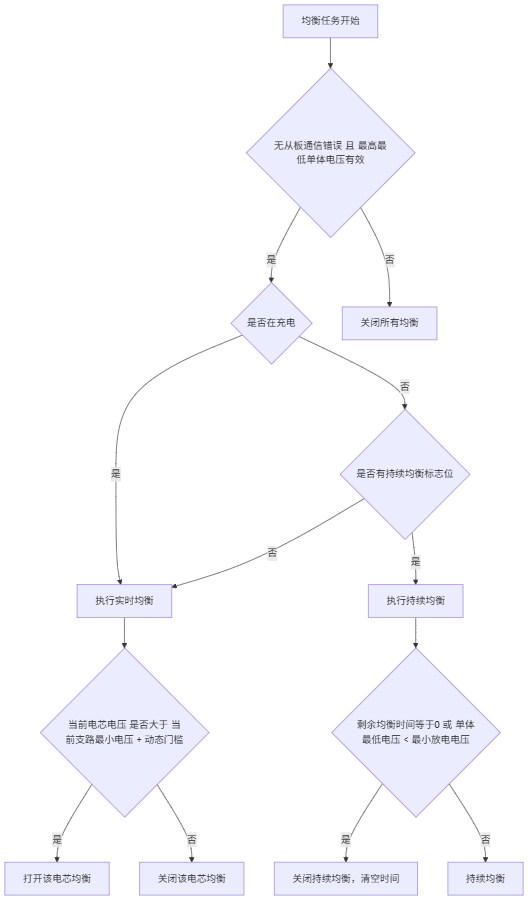 均衡任务开始
无从板通信错误 且 最高最
低单体电压有效
是
否
是否在充电
关闭所有均衡
否
是
是否有持续均衡标志位
否
是
执行实时均衡
执行持续均衡
当前电芯电压 是否大于 当
前支路最小电压 + 动态门槛
剩余均衡时间等于0 或 单体
最低电压 < 最小放电电压
是
否
是
否
打开该电芯均衡
关闭该电芯均衡
关闭持续均衡，清空时间
持续均衡